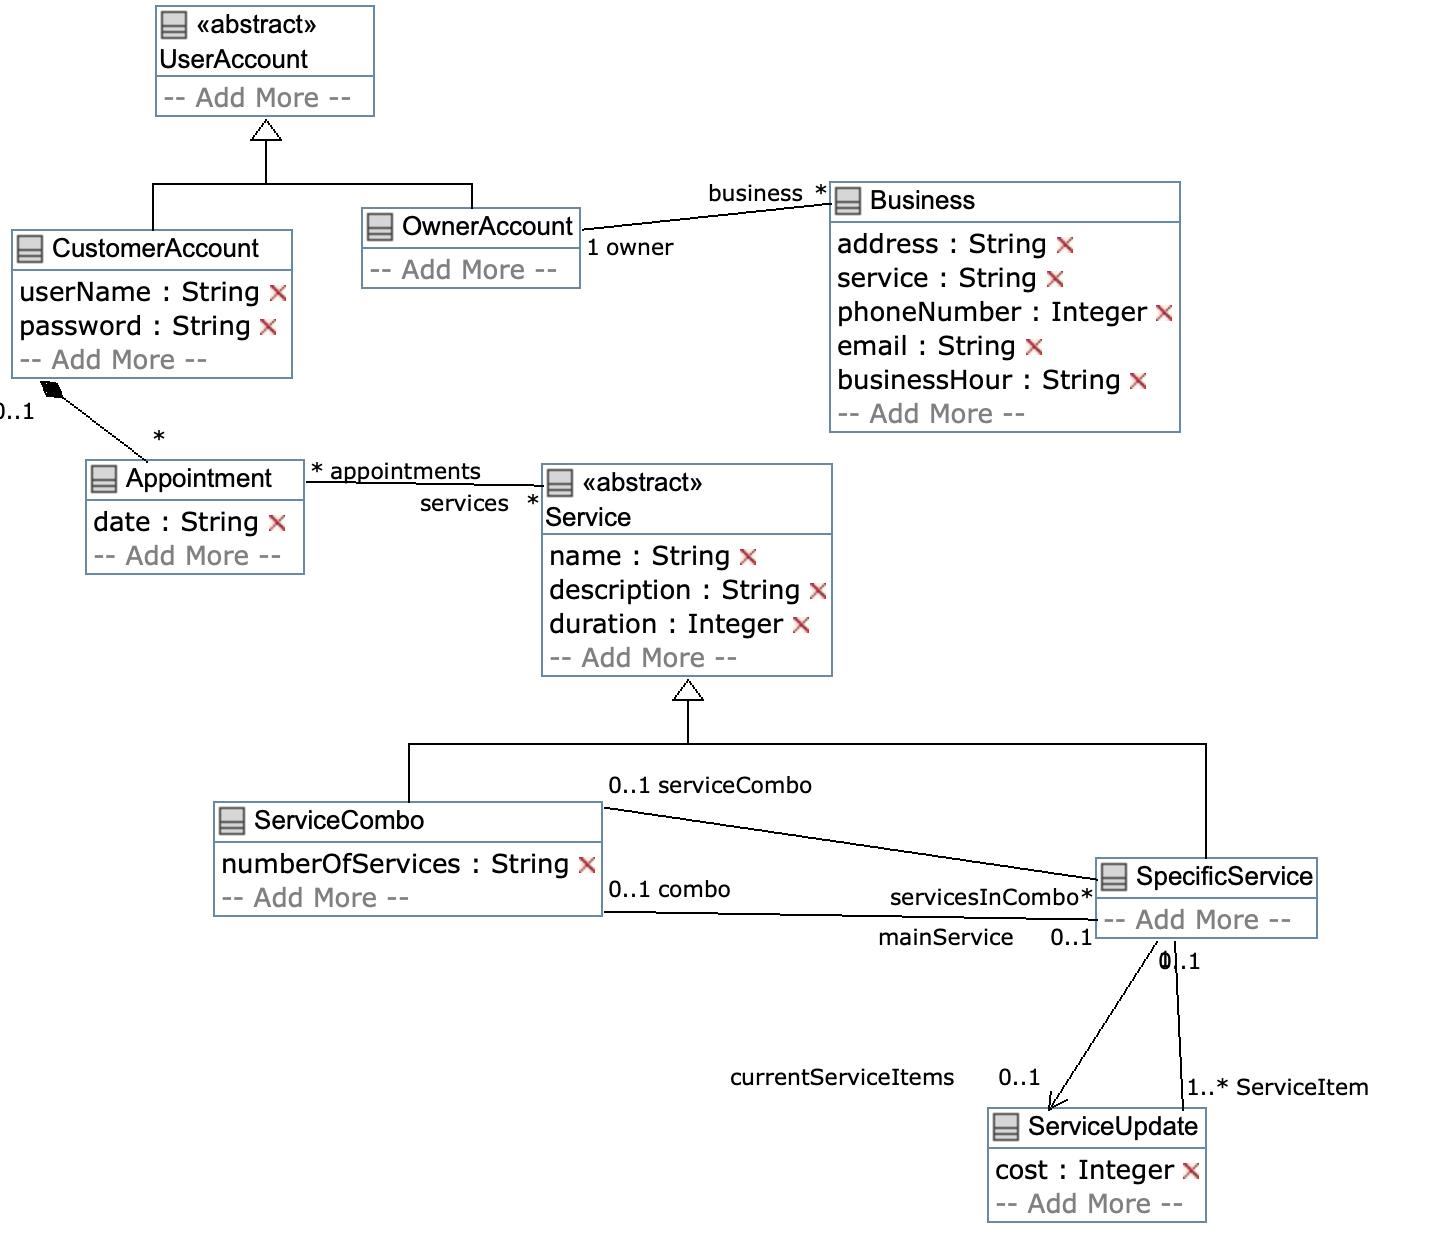 «abstract»
UserAccount
-- Add More --
CustomerAccount
userName : String
password : String
-- Add More --
OwnerAccount
-- Add More --
business *
1 owner
Business
address : String
service : String
phoneNumber : Integer
email : String
businessHour : String
-- Add More --
0..1
*
Appointment
date : String
-- Add More --
* appointments
services *
«abstract»
Service
name : String
description : String
duration : Integer
-- Add More --
0..1 serviceCombo
ServiceCombo
numberOfServices : String
-- Add More --
0..1 combo
servicesInCombo*
mainService 0..1
SpecificService
-- Add More --
0..1
currentServiceItems 0..1
1..* ServiceItem
ServiceUpdate
cost : Integer
-- Add More --